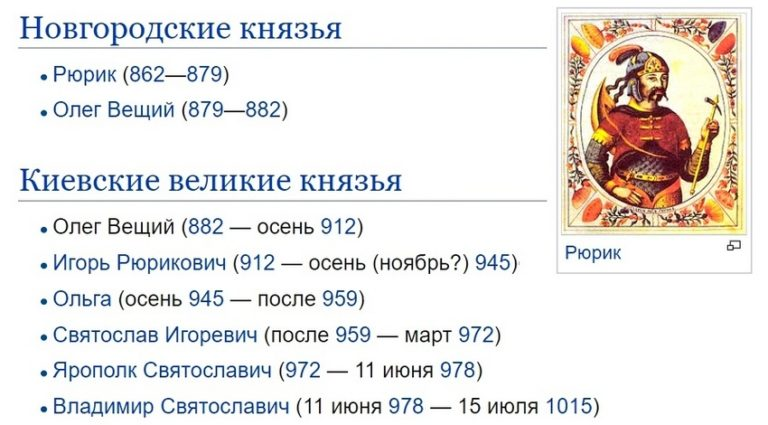 Новгородские князья
Рюрик (862—879)
Олег Вещий (879—882)
Киевские великие князья
Олег Вещий (882 — осень 912)
Игорь Рюрикович (912 — осень (ноябрь?) 945)
Ольга (осень 945 — после 959)
Святослав Игоревич (после 959 — март 972)
Ярополк Святославич (972 — 11 июня 978)
Владимир Святославич (11 июня 978 — 15 июля 1015)
Рюрик